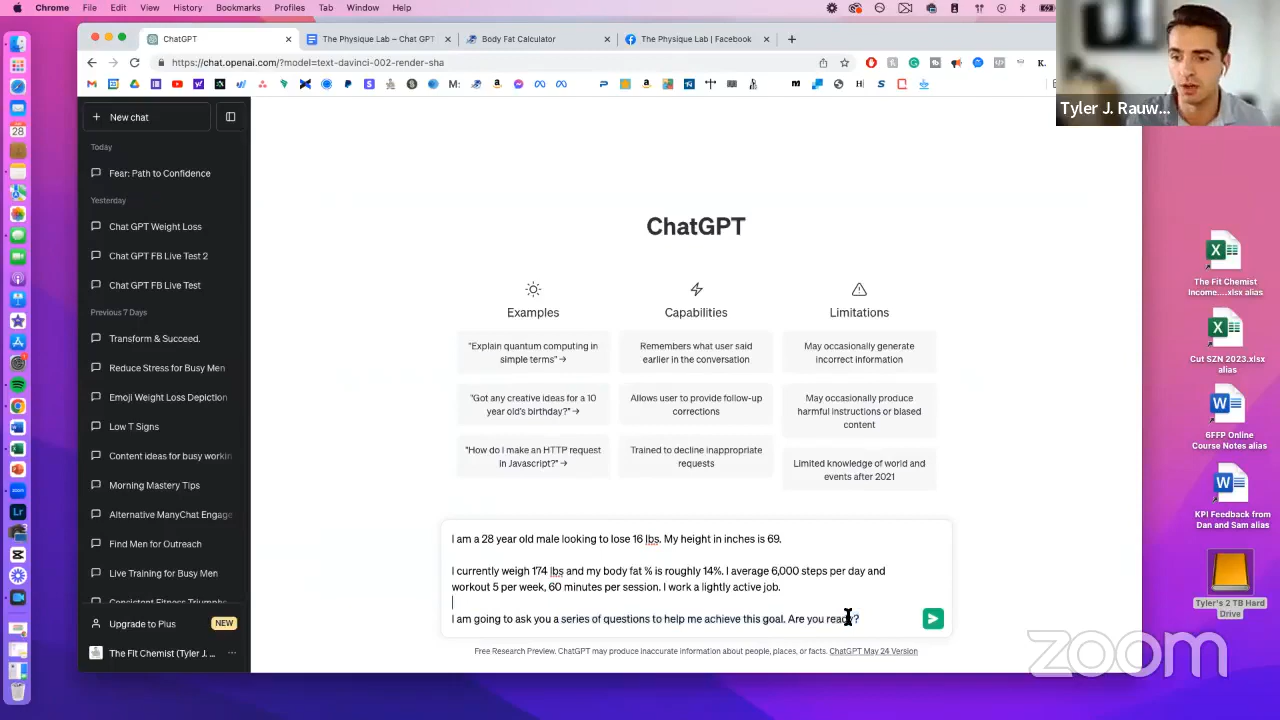 Chrome File Edit View History Bookmarks Profiles Tab Window Help
Tyler J. Rauw...
ChatGPT
The Physique Lab – Chat GPT
Body Fat Calculator
The Physique Lab | Facebook
https://chat.openai.com/?model=text-davinci-002-render-sha
New chat
Today
Fear: Path to Confidence
Yesterday
Chat GPT Weight Loss
Chat GPT FB Live Test 2
Chat GPT FB Live Test
Previous 7 Days
Transform & Succeed.
Reduce Stress for Busy Men
Emoji Weight Loss Depiction
Low T Signs
Content ideas for busy workin
Morning Mastery Tips
Alternative ManyChat Engage
Find Men for Outreach
Live Training for Busy Men
Consistent Fitness Triumphs
Upgrade to Plus NEW
The Fit Chemist (Tyler J. ...
ChatGPT
Examples
"Explain quantum computing in
simple terms" →
"Got any creative ideas for a 10
year old's birthday?" →
"How do I make an HTTP request
in Javascript?" →
Capabilities
Remembers what user said
earlier in the conversation
Allows user to provide follow-up
corrections
Trained to decline inappropriate
requests
Limitations
May occasionally generate
incorrect information
May occasionally produce
harmful instructions or biased
content
Limited knowledge of world and
events after 2021
I am a 28 year old male looking to lose 16 lbs. My height in inches is 69.
I currently weigh 174 lbs and my body fat % is roughly 14%. I average 6,000 steps per day and
workout 5 per week, 60 minutes per session. I work a lightly active job.
I am going to ask you a series of questions to help me achieve this goal. Are you ready?
Free Research Preview. ChatGPT may produce inaccurate information about people, places, or facts. ChatGPT May 24 Version
The Fit Chemist
Income....xlsx alias
Cut SZN 2023.xlsx
alias
6FFP Online
Course Notes alias
KPI Feedback from
Dan and Sam alias
Tyler's 2 TB Hard
Drive
zoom